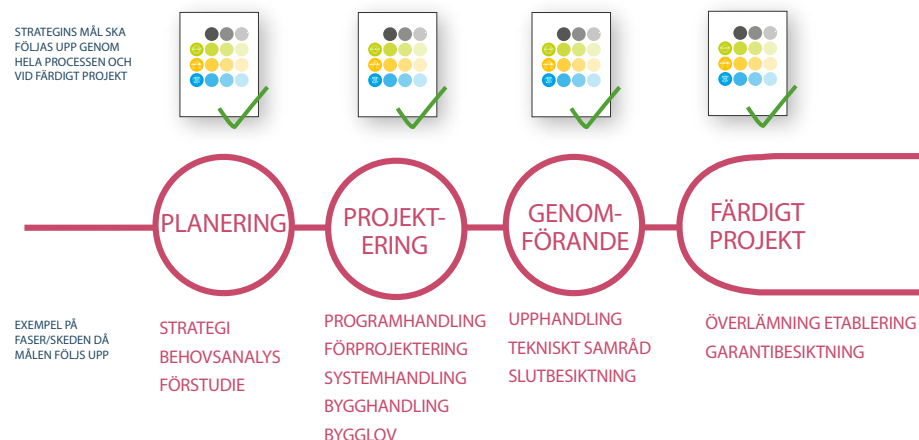 STRATEGINS MÅL SKA
FÖLJAS UPP GENOM
HELA PROCESSEN OCH
VID FÄRDIGT PROJEKT
PLANERING
PROJEKT-
ERING
GENOM-
FÖRANDE
FÄRDIGT
PROJEKT
EXEMPEL PÅ
FASER/SKEDEN DÅ
MÅLEN FÖLJS UPP
STRATEGI
BEHOVSANALYS
FÖRSTUDIE
PROGRAMHANDLING
FÖRPROJEKTERING
SYSTEMHANDLING
BYGGHANDLING
BYGGLOV
UPPHANDLING
TEKNISKT SAMRÅD
SLUTBESIKTNING
ÖVERLÄMNING ETABLERING
GARANTIBESIKTNING